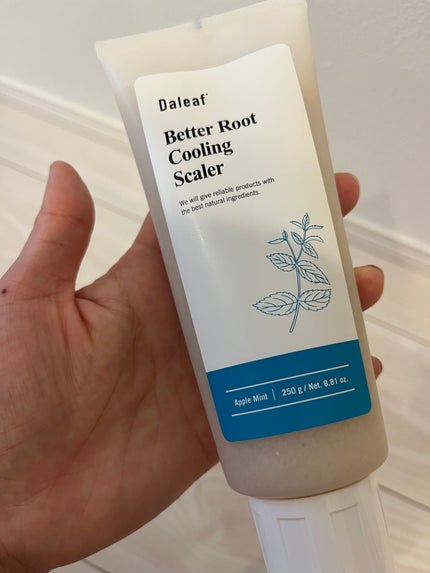 Daleaf
Better Root
Cooling
Scaler
We will give reliable products with
the best natural ingredients.
Apple Mint | 250 g / Net. 8.81 oz.